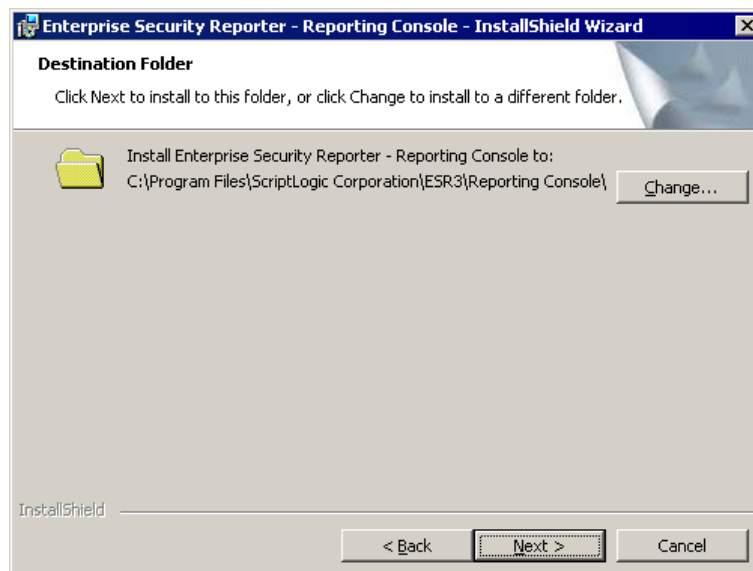 Enterprise Security Reporter - Reporting Console - InstallShield Wizard
Destination Folder
Click Next to install to this folder, or click Change to install to a different folder.
Install Enterprise Security Reporter - Reporting Console to:
C:\Program Files\ScriptLogic Corporation\ESR3\Reporting Console\
Change...
InstallShield
< Back
Next >
Cancel